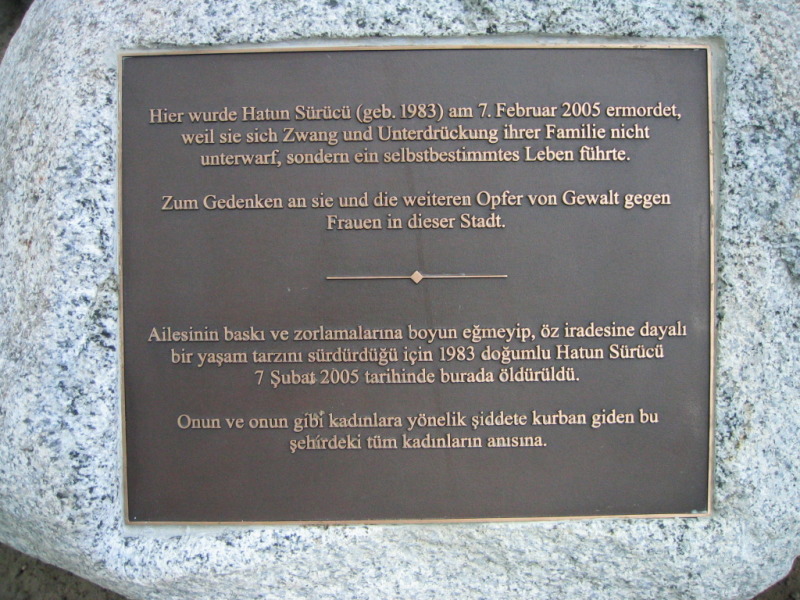 Hier wurde Hatun Sürücü (geb. 1983) am 7. Februar 2005 ermordet,
weil sie sich Zwang und Unterdrückung ihrer Familie nicht
unterwarf, sondern ein selbstbestimmtes Leben führte.
Zum Gedenken an sie und die weiteren Opfer von Gewalt gegen
Frauen in dieser Stadt.
Ailesinin baskı ve zorlamalarına boyun eğmeyip, öz iradesine dayalı
bir yaşam tarzını sürdürdüğü için 1983 doğumlu Hatun Sürücü
7 Şubat 2005 tarihinde burada öldürüldü.
Onun ve onun gibi kadınlara yönelik şiddete kurban giden bu
şehirdeki tüm kadınların anısına.